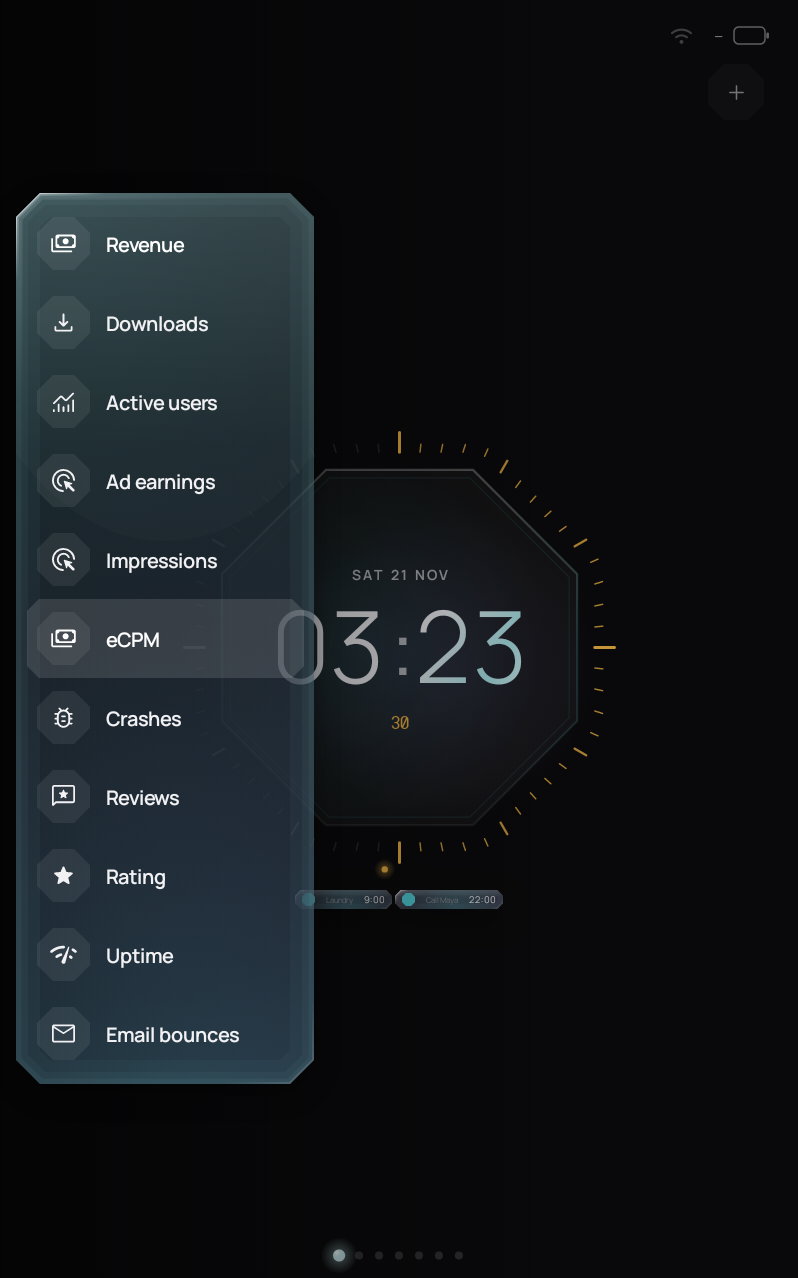 Revenue
Downloads
Active users
Ad earnings
Impressions
eCPM
Crashes
Reviews
Rating
Uptime
Email bounces
SAT 21 NOV
03:23
30
Laundry 9:00
Call Maya 22:00